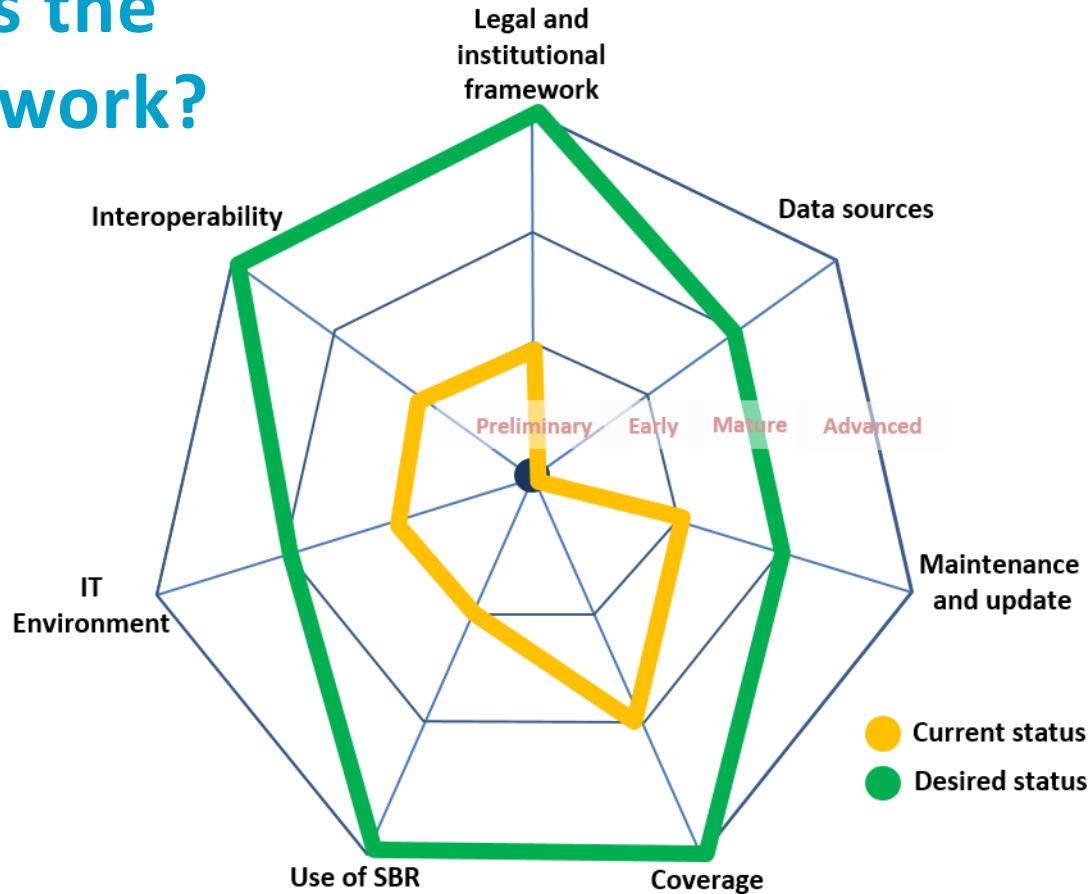 s the
work?
Legal and
institutional
framework
Interoperability
Data sources
Preliminary Early Mature Advanced
IT
Environment
Maintenance
and update
Current status
Desired status
Use of SBR
Coverage